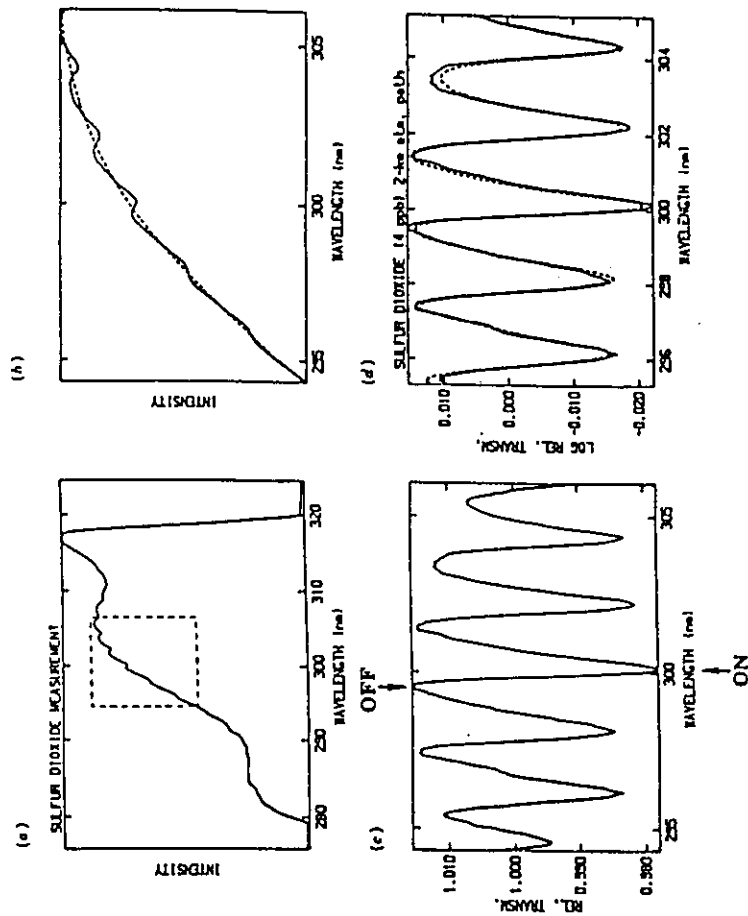 (a)
SULFUR DIOXIDE MEASUREMENT
INTENSITY
280 290 300 310 320
WAVELENGTH (nm)
(b)
INTENSITY
295 300 305
WAVELENGTH (nm)
(c)
OFF
REL. TRANSM.
1.010
1.000
0.990
0.980
295 300 305
WAVELENGTH (nm)
ON
(d)
SULFUR DIOXIDE (4 ppb) 2-km atm. path
LOG REL. TRANSM.
0.010
0.000
-0.010
-0.020
296 298 300 302 304
WAVELENGTH (nm)